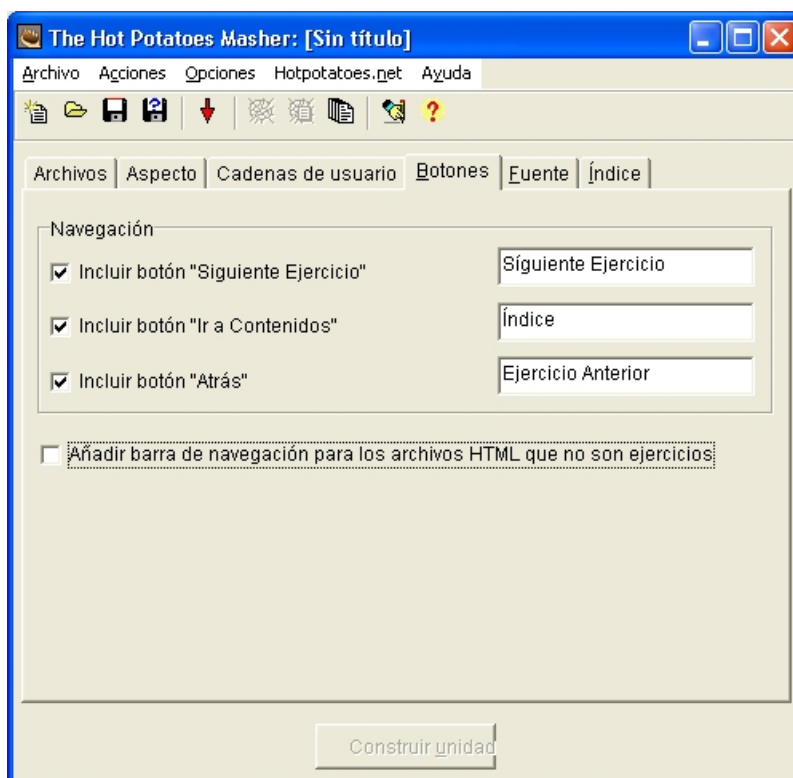 The Hot Potatoes Masher: [Sin título]
Archivo Acciones Opciones Hotpotatoes.net Ayuda
Archivos Aspecto Cadenas de usuario Botones Fuente Índice
Navegación
Incluir botón "Siguiente Ejercicio" Síguiente Ejercicio
Incluir botón "Ir a Contenidos" Índice
Incluir botón "Atrás" Ejercicio Anterior
Añadir barra de navegación para los archivos HTML que no son ejercicios
Construir unidad